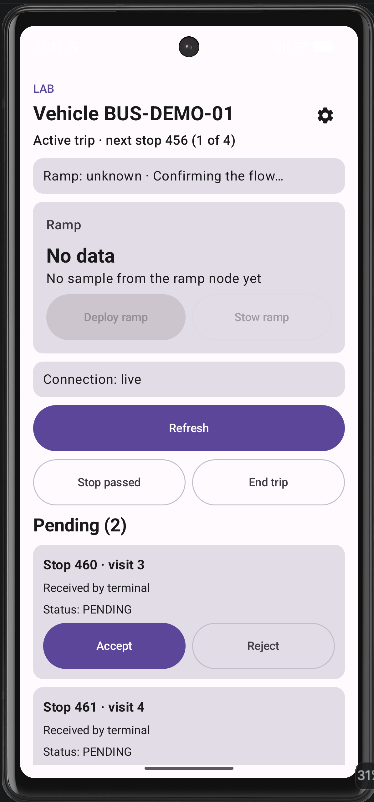 LAB
Vehicle BUS-DEMO-01
Active trip · next stop 456 (1 of 4)
Ramp: unknown · Confirming the flow…
Ramp
No data
No sample from the ramp node yet
Deploy ramp
Stow ramp
Connection: live
Refresh
Stop passed
End trip
Pending (2)
Stop 460 · visit 3
Received by terminal
Status: PENDING
Accept
Reject
Stop 461 · visit 4
Received by terminal
Status: PENDING